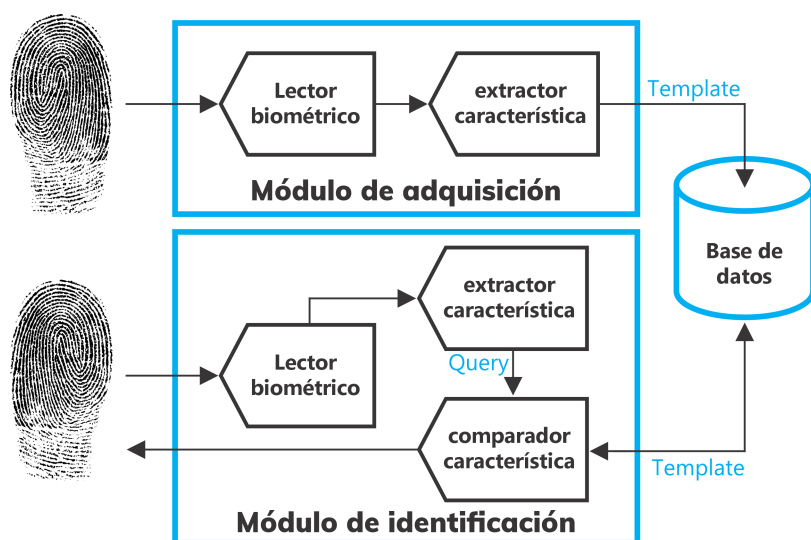 Lector
biométrico
extractor
característica
Template
Módulo de adquisición
Base de
datos
extractor
característica
Lector
biométrico
Query
comparador
característica
Template
Módulo de identificación